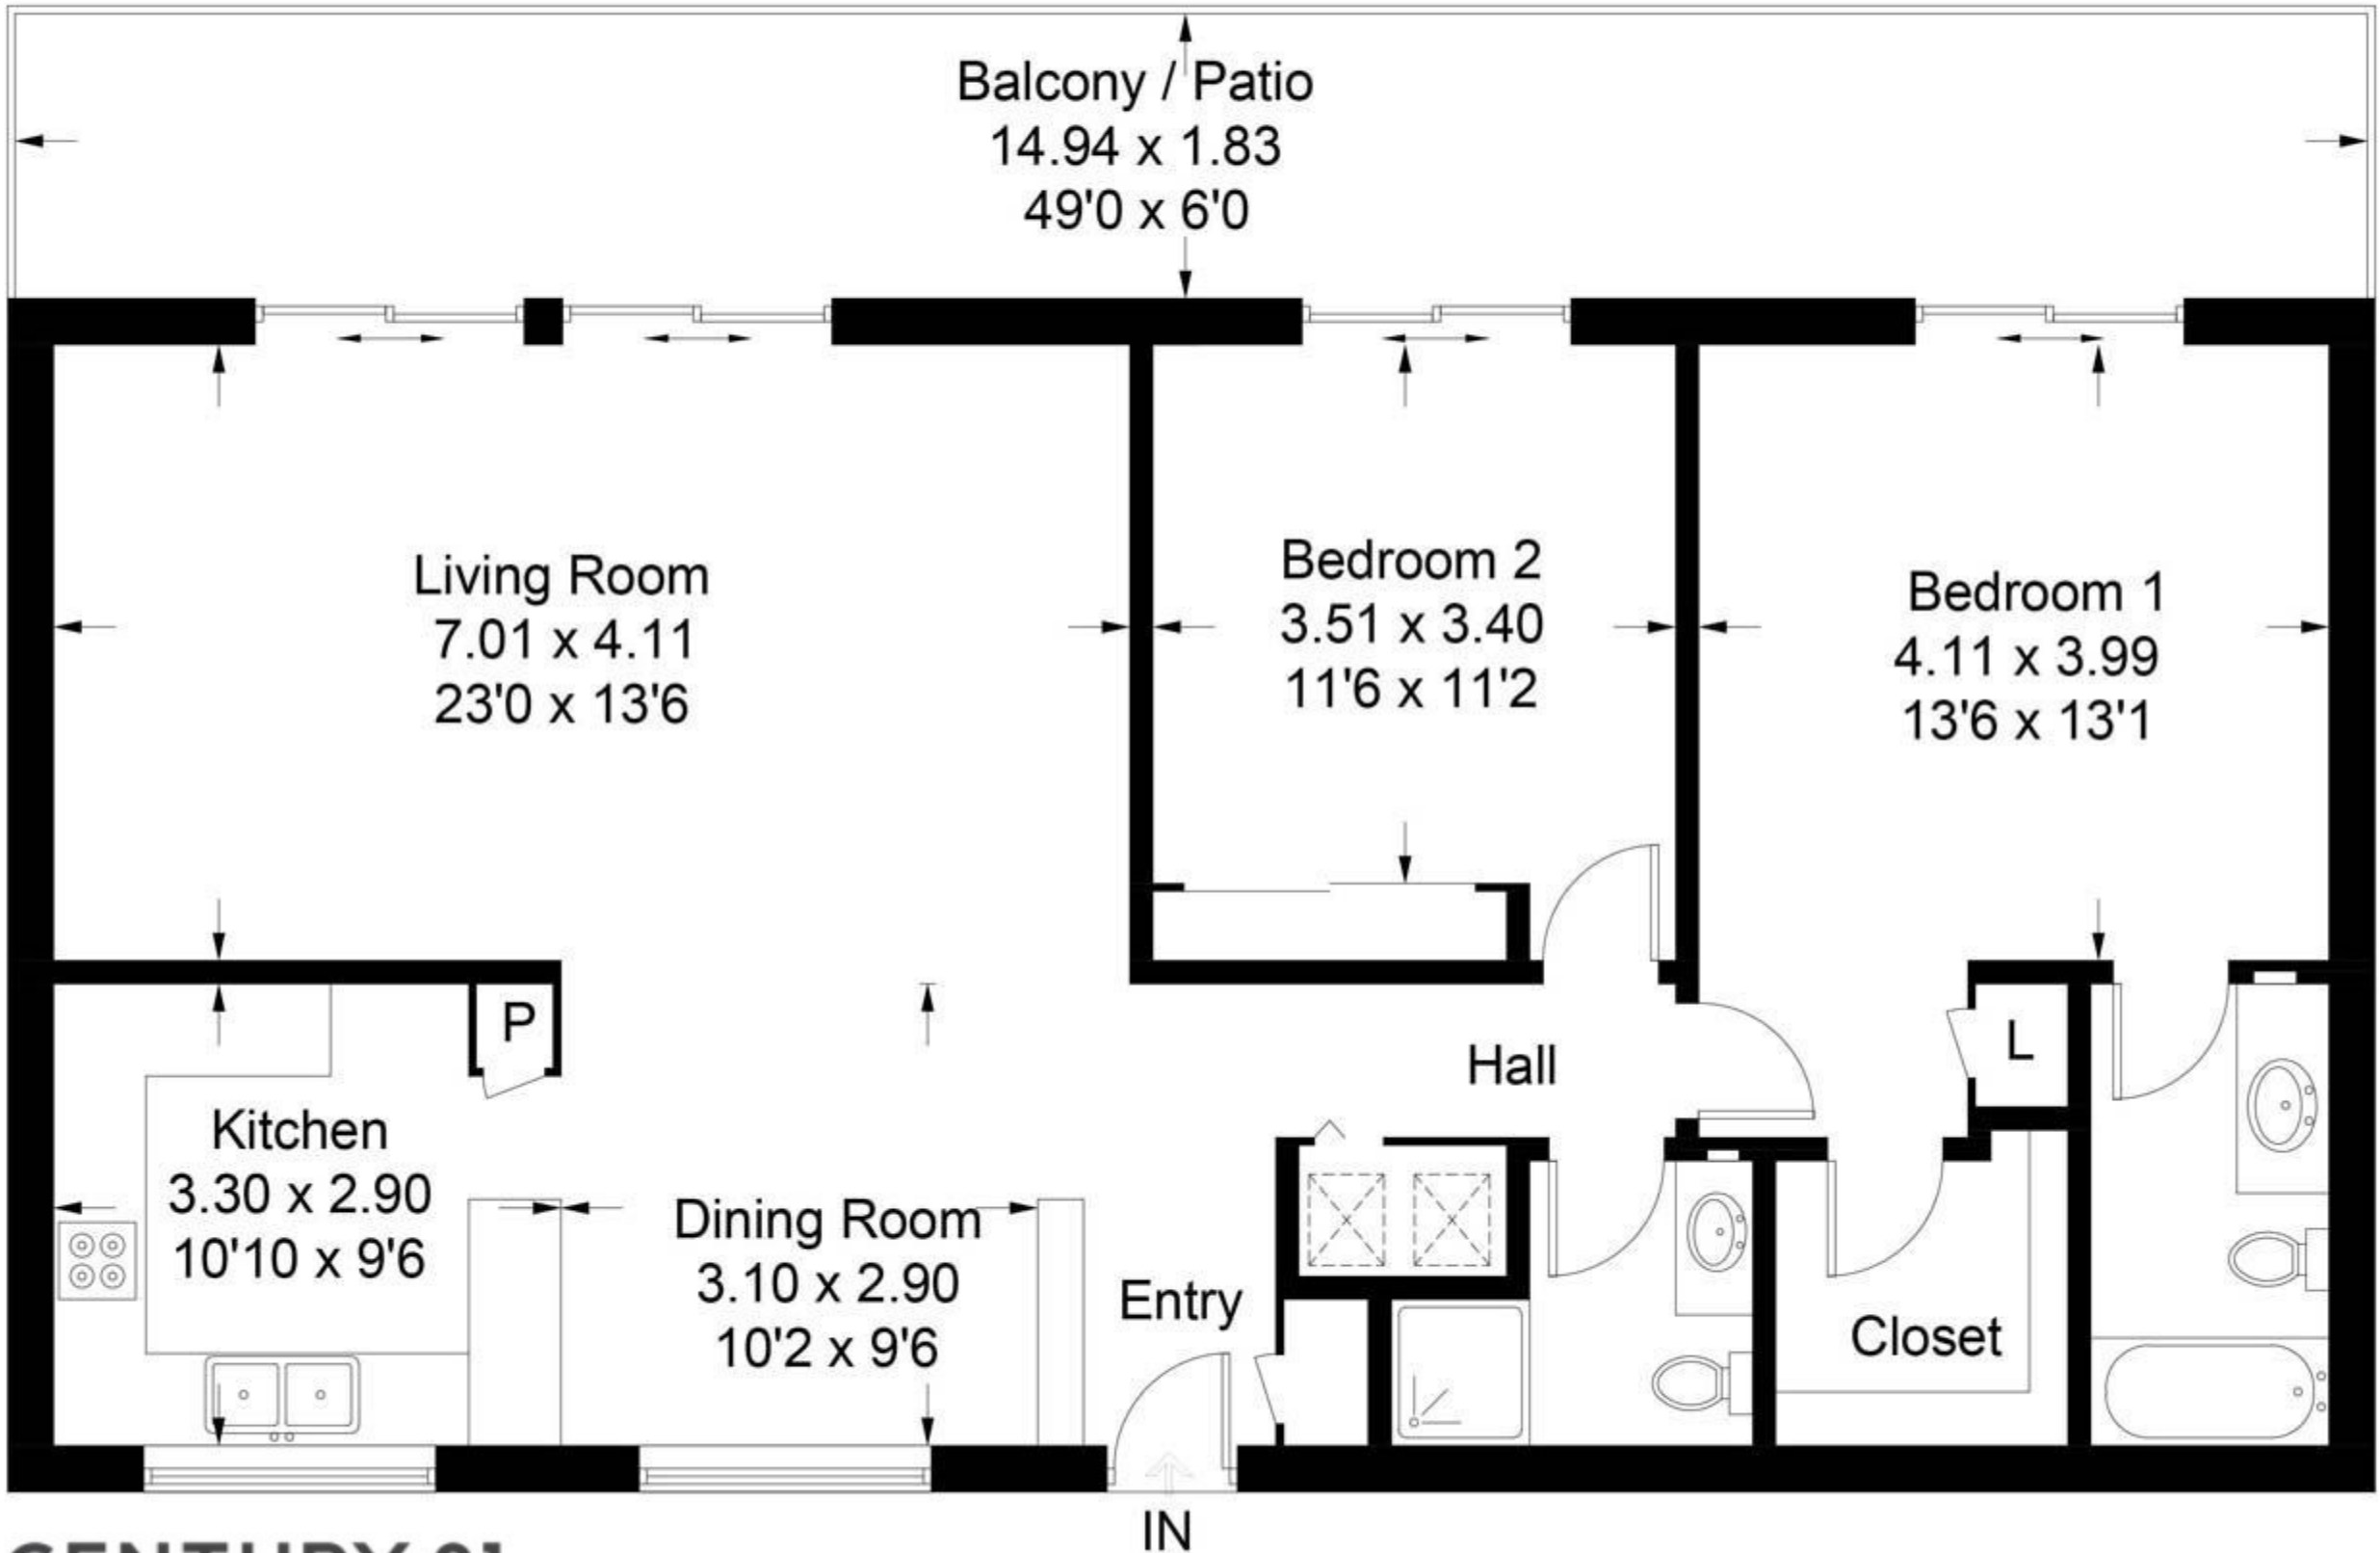 Balcony / Patio
14.94 x 1.83
49'0 x 6'0
Living Room
7.01 x 4.11
23'0 x 13'6
Bedroom 2
3.51 x 3.40
11'6 x 11'2
Bedroom 1
4.11 x 3.99
13'6 x 13'1
P
Hall
L
Kitchen
3.30 x 2.90
10'10 x 9'6
Dining Room
3.10 x 2.90
10'2 x 9'6
Entry
Closet
IN
CENTURY 21